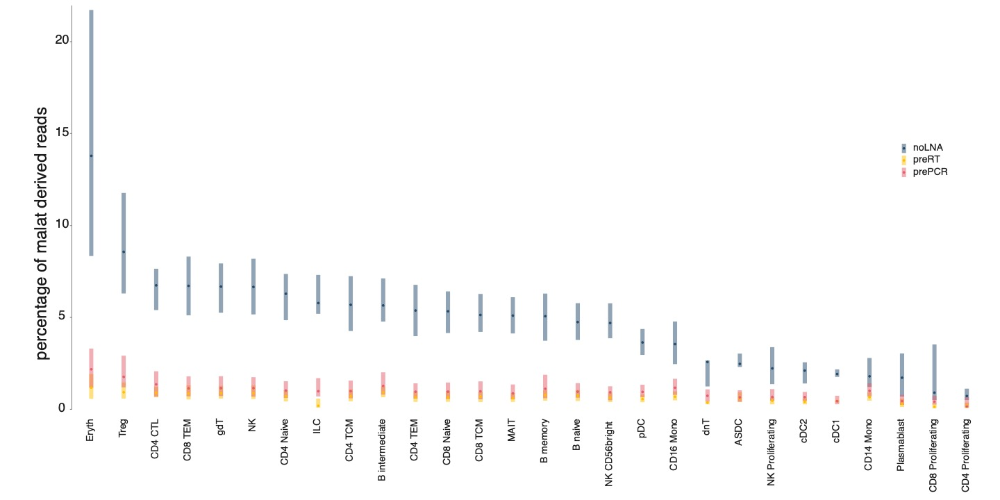 percentage of malat derived reads
20
15
10
5
0
noLNA
preRT
prePCR
Eryth
Treg
CD4 CTL
CD8 TEM
gdT
NK
CD4 Naive
ILC
CD4 TCM
B intermediate
CD4 TEM
CD8 Naive
CD8 TCM
MAIT
B memory
B naive
NK CD56bright
pDC
CD16 Mono
dnT
ASDC
NK Proliferating
cDC2
cDC1
CD14 Mono
Plasmablast
CD8 Proliferating
CD4 Proliferating